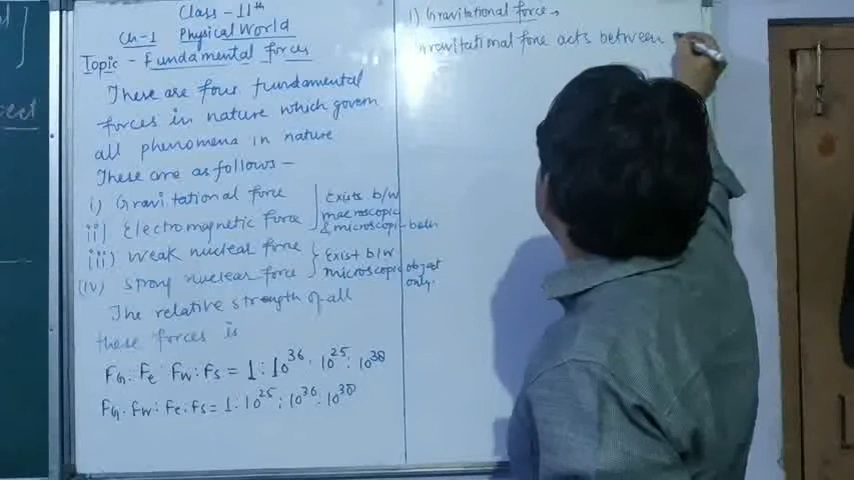 Class - 11th
Ch-1 Physical World
Topic - Fundamental forces
There are four fundamental
forces in nature which govern
all phenomena in nature
These are as follows -
i) Gravitational force
ii) Electromagnetic force
Exists b/w
macroscopic
& microscopic
iii) Weak nuclear force
(iv) Strong nuclear force
Exist b/w
microscopic object
only.
The relative strength of all
these forces is
FG : Fe : Fw : Fs = 1 : 10^36 : 10^25 : 10^38
FG : Fw : Fe : Fs = 1 : 10^25 : 10^36 : 10^38
1) Gravitational force →
Gravitational force acts between